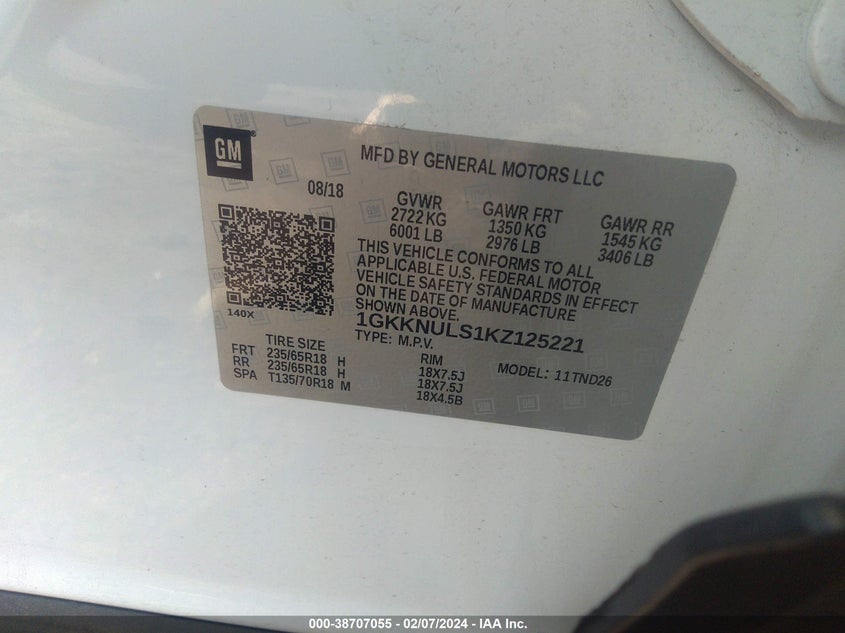 GM
MFD BY GENERAL MOTORS LLC
08/18
GVWR
2722 KG
6001 LB
GAWR FRT
1350 KG
2976 LB
GAWR RR
1545 KG
3406 LB
THIS VEHICLE CONFORMS TO ALL
APPLICABLE U.S. FEDERAL MOTOR
VEHICLE SAFETY STANDARDS IN EFFECT
ON THE DATE OF MANUFACTURE
SHOWN ABOVE.
140X
1GKKNULS1KZ125221
TYPE: M.P.V.
MODEL: 11TND26
TIRE SIZE RIM
FRT 235/65R18 H 18X7.5J
RR 235/65R18 H 18X7.5J
SPA T135/70R18 M 18X4.5B
000-38707055 - 02/07/2024 - IAA Inc.